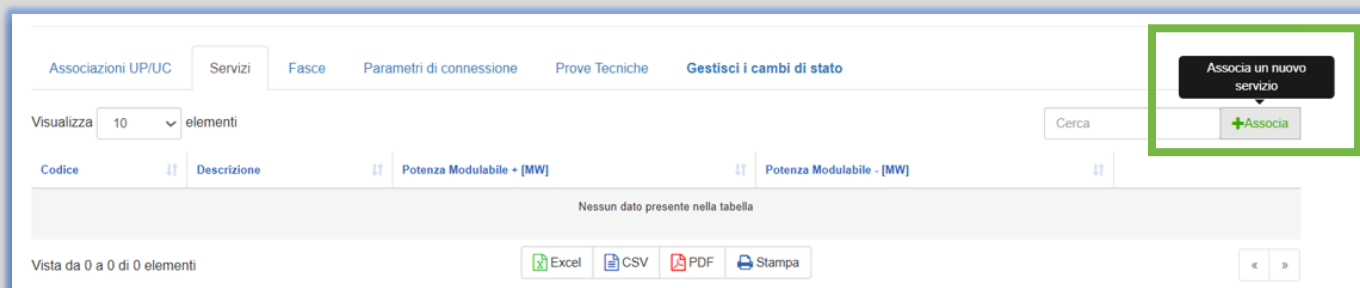 Associazioni UP/UC Servizi Fasce Parametri di connessione Prove Tecniche Gestisci i cambi di stato
Associa un nuovo
servizio
Visualizza 10 elementi Cerca +Associa
Codice Descrizione Potenza Modulabile + [MW] Potenza Modulabile - [MW]
Nessun dato presente nella tabella
Vista da 0 a 0 di 0 elementi Excel CSV PDF Stampa « »